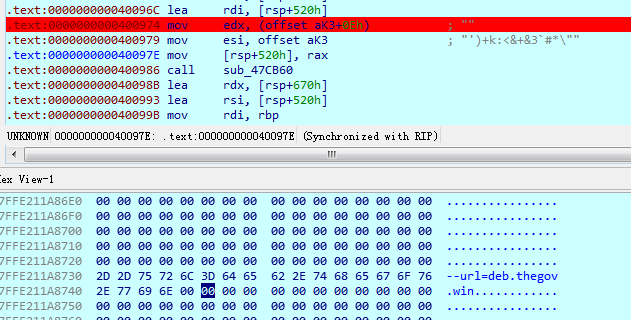 .text:000000000040096C lea rdi, [rsp+520h]
.text:0000000000400974 mov edx, (offset aK3+0Eh) ; ""
.text:0000000000400979 mov esi, offset aK3 ; "')+k:<&+&3`#*\""
.text:000000000040097E mov [rsp+520h], rax
.text:0000000000400986 call sub_47CB60
.text:000000000040098B lea rdx, [rsp+670h]
.text:0000000000400993 lea rsi, [rsp+520h]
.text:000000000040099B mov rdi, rbp
UNKNOWN 000000000040097E: .text:000000000040097E (Synchronized with RIP)
Hex View-1
7FFE211A86E0 00 00 00 00 00 00 00 00 00 00 00 00 00 00 00 00 ................
7FFE211A86F0 00 00 00 00 00 00 00 00 00 00 00 00 00 00 00 00 ................
7FFE211A8700 00 00 00 00 00 00 00 00 00 00 00 00 00 00 00 00 ................
7FFE211A8710 00 00 00 00 00 00 00 00 00 00 00 00 00 00 00 00 ................
7FFE211A8720 00 00 00 00 00 00 00 00 00 00 00 00 00 00 00 00 ................
7FFE211A8730 2D 2D 75 72 6C 3D 64 65 62 2E 74 68 65 67 6F 76 --url=deb.thegov
7FFE211A8740 2E 77 69 6E 00 00 00 00 00 00 00 00 00 00 00 00 .win............
7FFE211A8750 00 00 00 00 00 00 00 00 00 00 00 00 00 00 00 00 ................